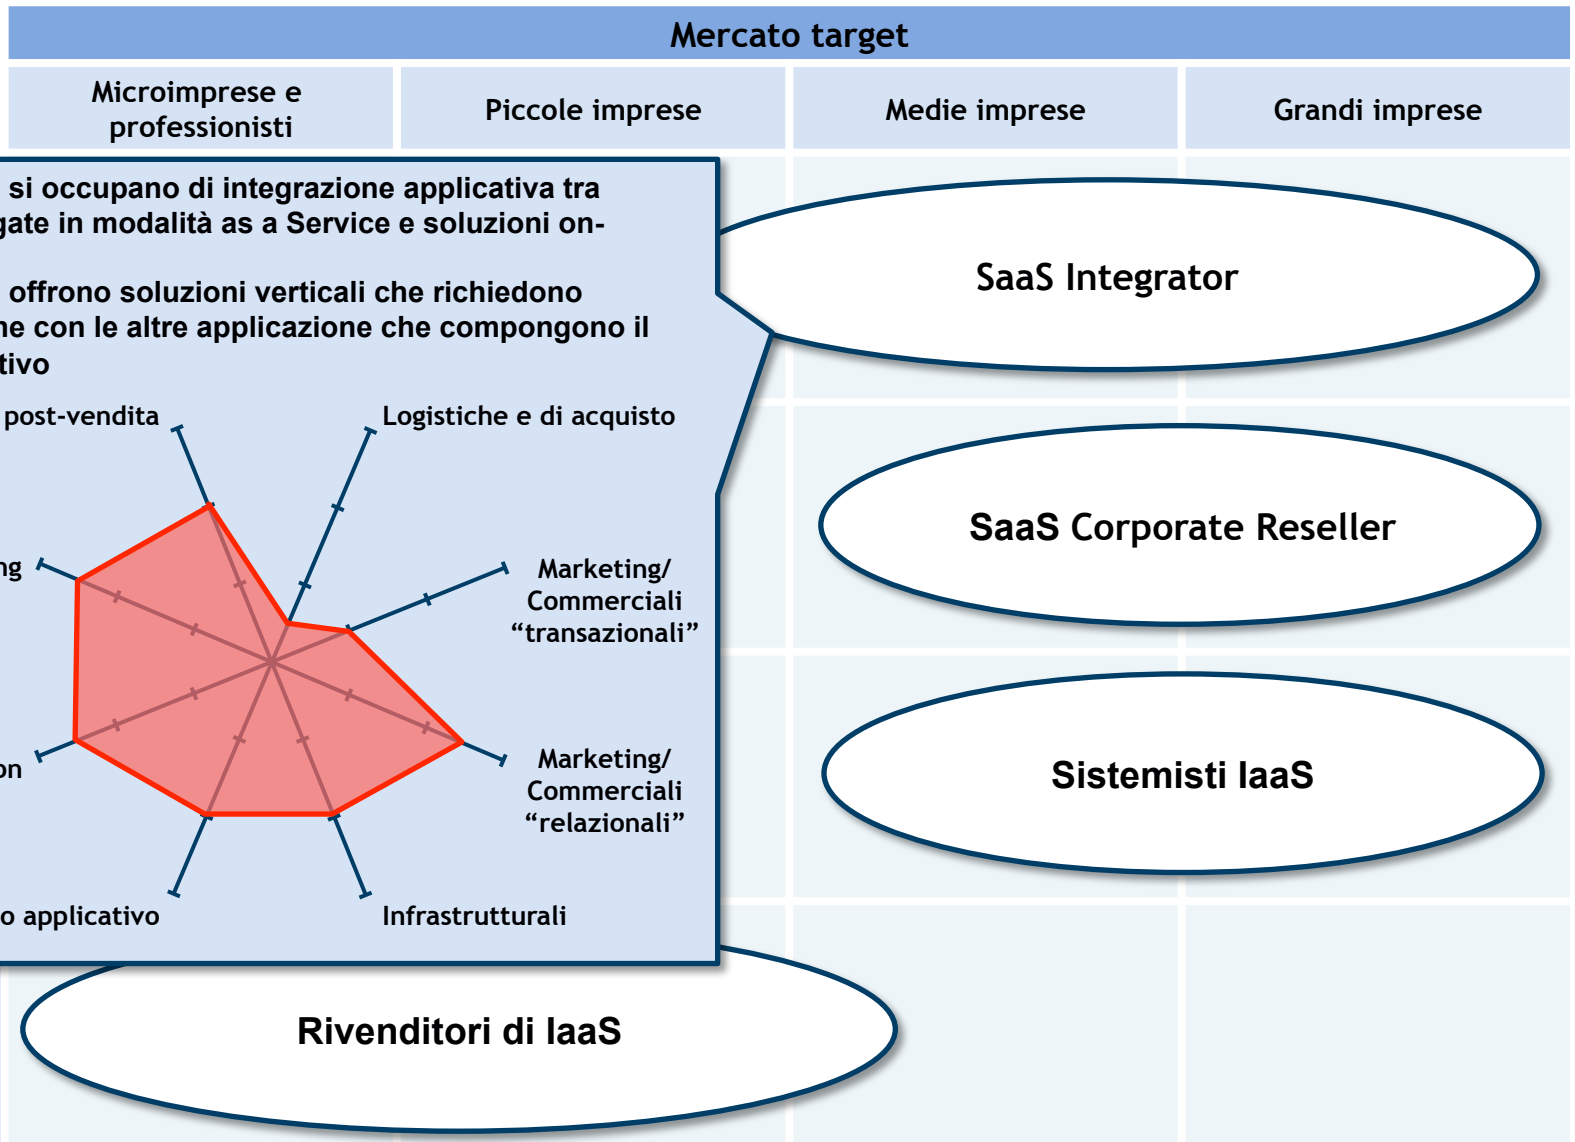 Mercato target
Microimprese e
professionisti
Piccole imprese
Medie imprese
Grandi imprese
si occupano di integrazione applicativa tra
gate in modalità as a Service e soluzioni on-
offrono soluzioni verticali che richiedono
ne con le altre applicazione che compongono il
tivo
post-vendita
Logistiche e di acquisto
ng
Marketing/
Commerciali
“transazionali”
on
Marketing/
Commerciali
“relazionali”
o applicativo
Infrastrutturali
SaaS Integrator
SaaS Corporate Reseller
Sistemisti IaaS
Rivenditori di IaaS